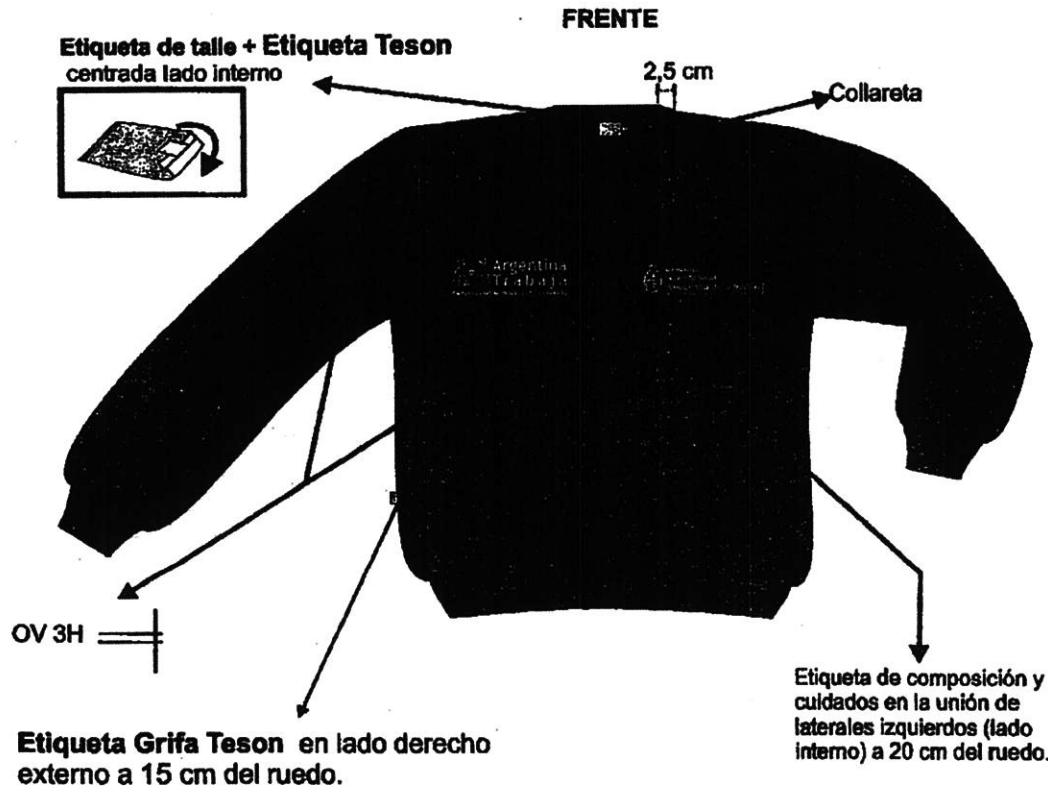 FRENTE
Etiqueta de talle + Etiqueta Teson
centrada lado interno
2,5 cm
Collareta
Argentina
Trabaja
OV 3H
Etiqueta Grifa Teson en lado derecho
externo a 15 cm del ruedo.
Etiqueta de composición y
cuidados en la unión de
laterales izquierdos (lado
interno) a 20 cm del ruedo.